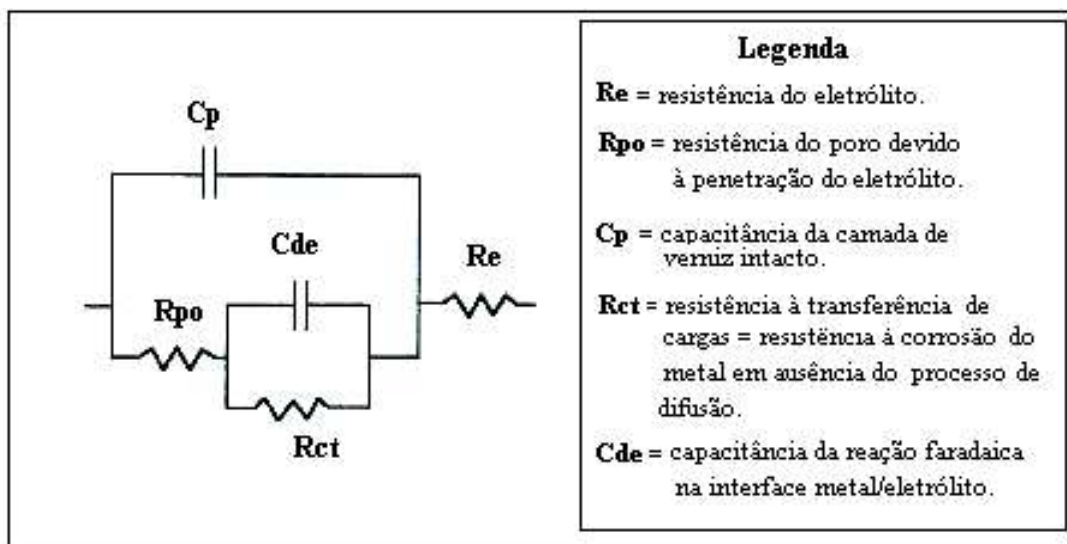 Cp
Cde
Re
Rpo
Rct
Legenda
Re = resistência do eletrólito.
Rpo = resistência do poro devido
à penetração do eletrólito.
Cp = capacitância da camada de
verniz intacto.
Rct = resistência à transferência de
cargas = resistência à corrosão do
metal em ausência do processo de
difusão.
Cde = capacitância da reação faradaica
na interface metal/eletrólito.